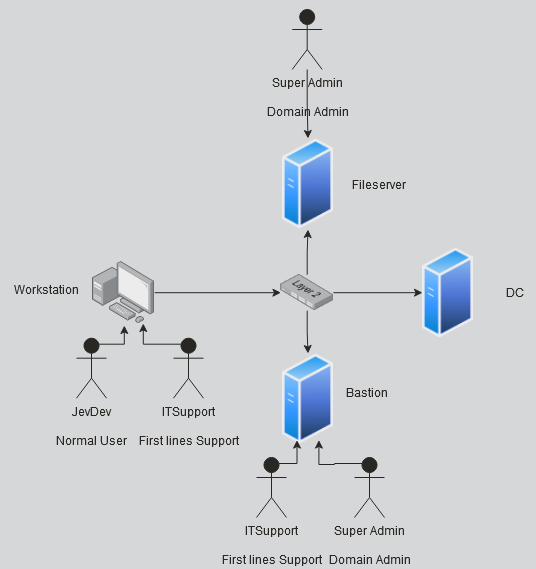 Super Admin
Domain Admin
Fileserver
Workstation
Layer 2
DC
JevDev
ITSupport
Normal User
First lines Support
Bastion
ITSupport
Super Admin
First lines Support
Domain Admin